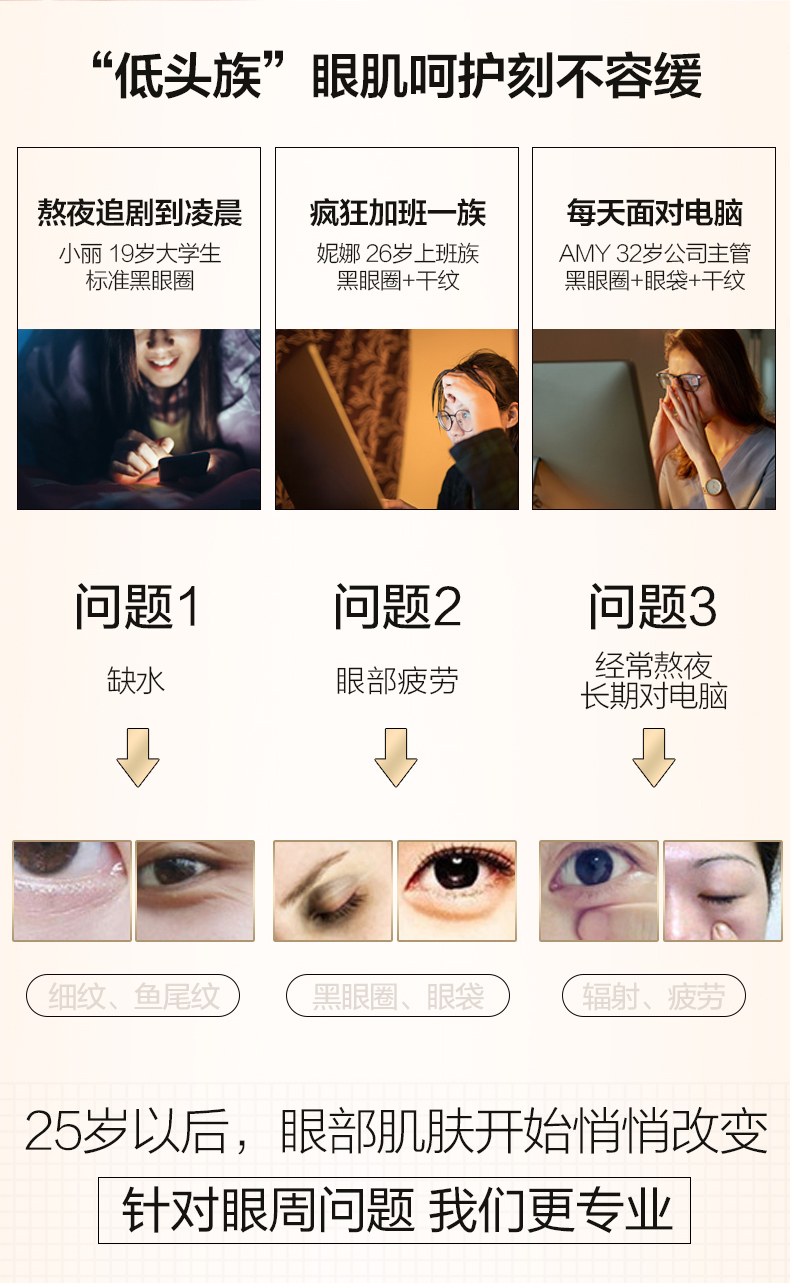 “低头族”眼肌呵护刻不容缓
熬夜追剧到凌晨
小丽 19岁大学生
标准黑眼圈
疯狂加班一族
妮娜 26岁上班族
黑眼圈+干纹
每天面对电脑
AMY 32岁公司主管
黑眼圈+眼袋+干纹
问题1
缺水
问题2
眼部疲劳
问题3
经常熬夜
长期对电脑
细纹、鱼尾纹
黑眼圈、眼袋
辐射、疲劳
25岁以后，眼部肌肤开始悄悄改变
针对眼周问题 我们更专业